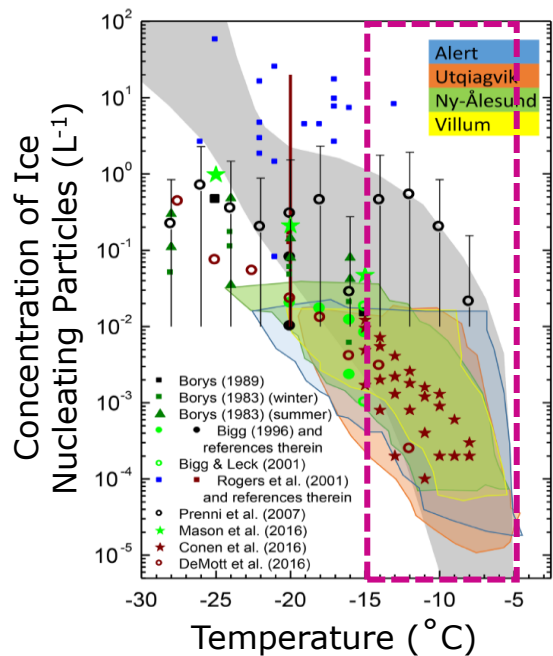 10²
10¹
10⁰
10⁻¹
10⁻²
10⁻³
10⁻⁴
10⁻⁵
Concentration of Ice
Nucleating Particles (L⁻¹)
Alert
Utqiagvik
Ny-Ålesund
Villum
Borys (1989)
Borys (1983) (winter)
Borys (1983) (summer)
Bigg (1996) and
references therein
Bigg & Leck (2001)
Rogers et al. (2001)
and references therein
Prenni et al. (2007)
Mason et al. (2016)
Conen et al. (2016)
DeMott et al. (2016)
-30 -25 -20 -15 -10 -5
Temperature (˚C)